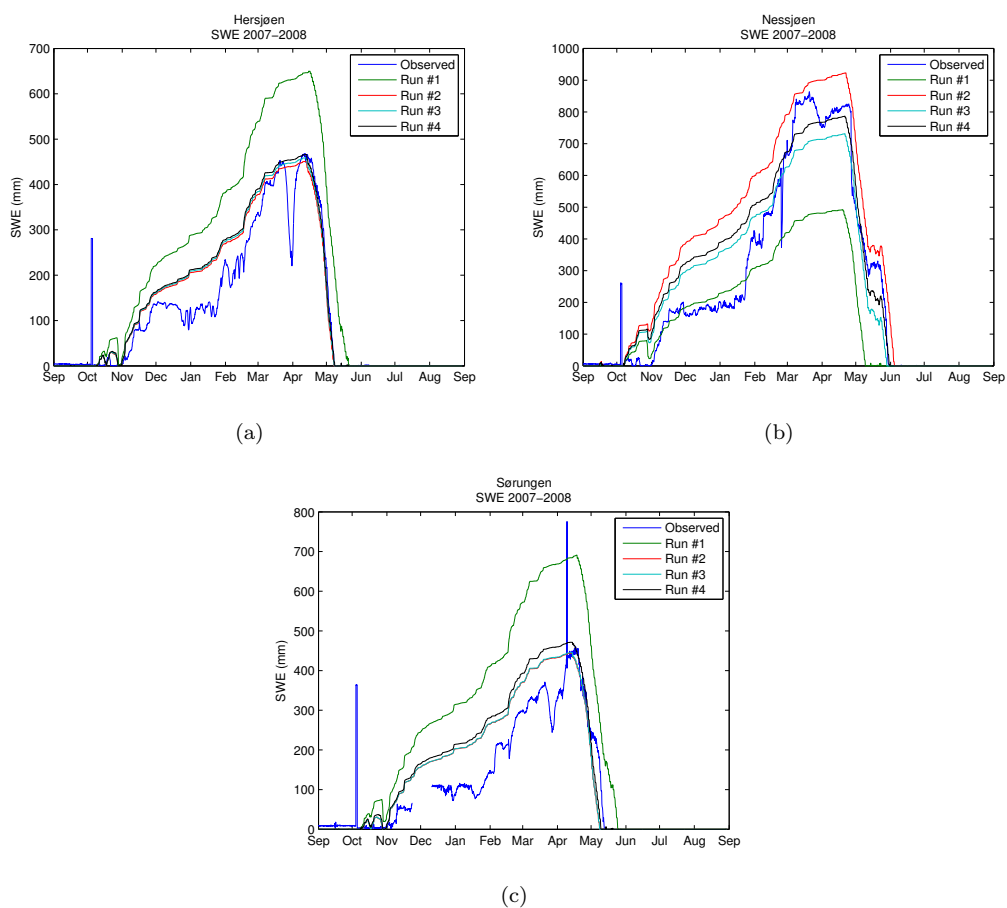 Hersjøen
SWE 2007−2008
700
600
500
400
300
200
100
0
SWE (mm)
Sep Oct Nov Dec Jan Feb Mar Apr May Jun Jul Aug Sep
Observed
Run #1
Run #2
Run #3
Run #4
(a)
Nessjøen
SWE 2007−2008
1000
900
800
700
600
500
400
300
200
100
0
SWE (mm)
Sep Oct Nov Dec Jan Feb Mar Apr May Jun Jul Aug Sep
Observed
Run #1
Run #2
Run #3
Run #4
(b)
Sørungen
SWE 2007−2008
800
700
600
500
400
300
200
100
0
SWE (mm)
Sep Oct Nov Dec Jan Feb Mar Apr May Jun Jul Aug Sep
Observed
Run #1
Run #2
Run #3
Run #4
(c)